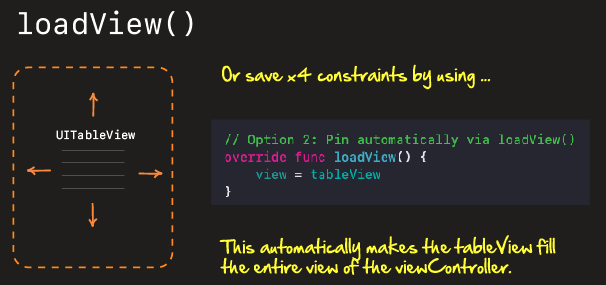 loadView()
UITableView
Or save x4 constraints by using ...
// Option 2: Pin automatically via loadView()
override func loadView() {
    view = tableView
}
This automatically makes the tableView fill
the entire view of the viewController.